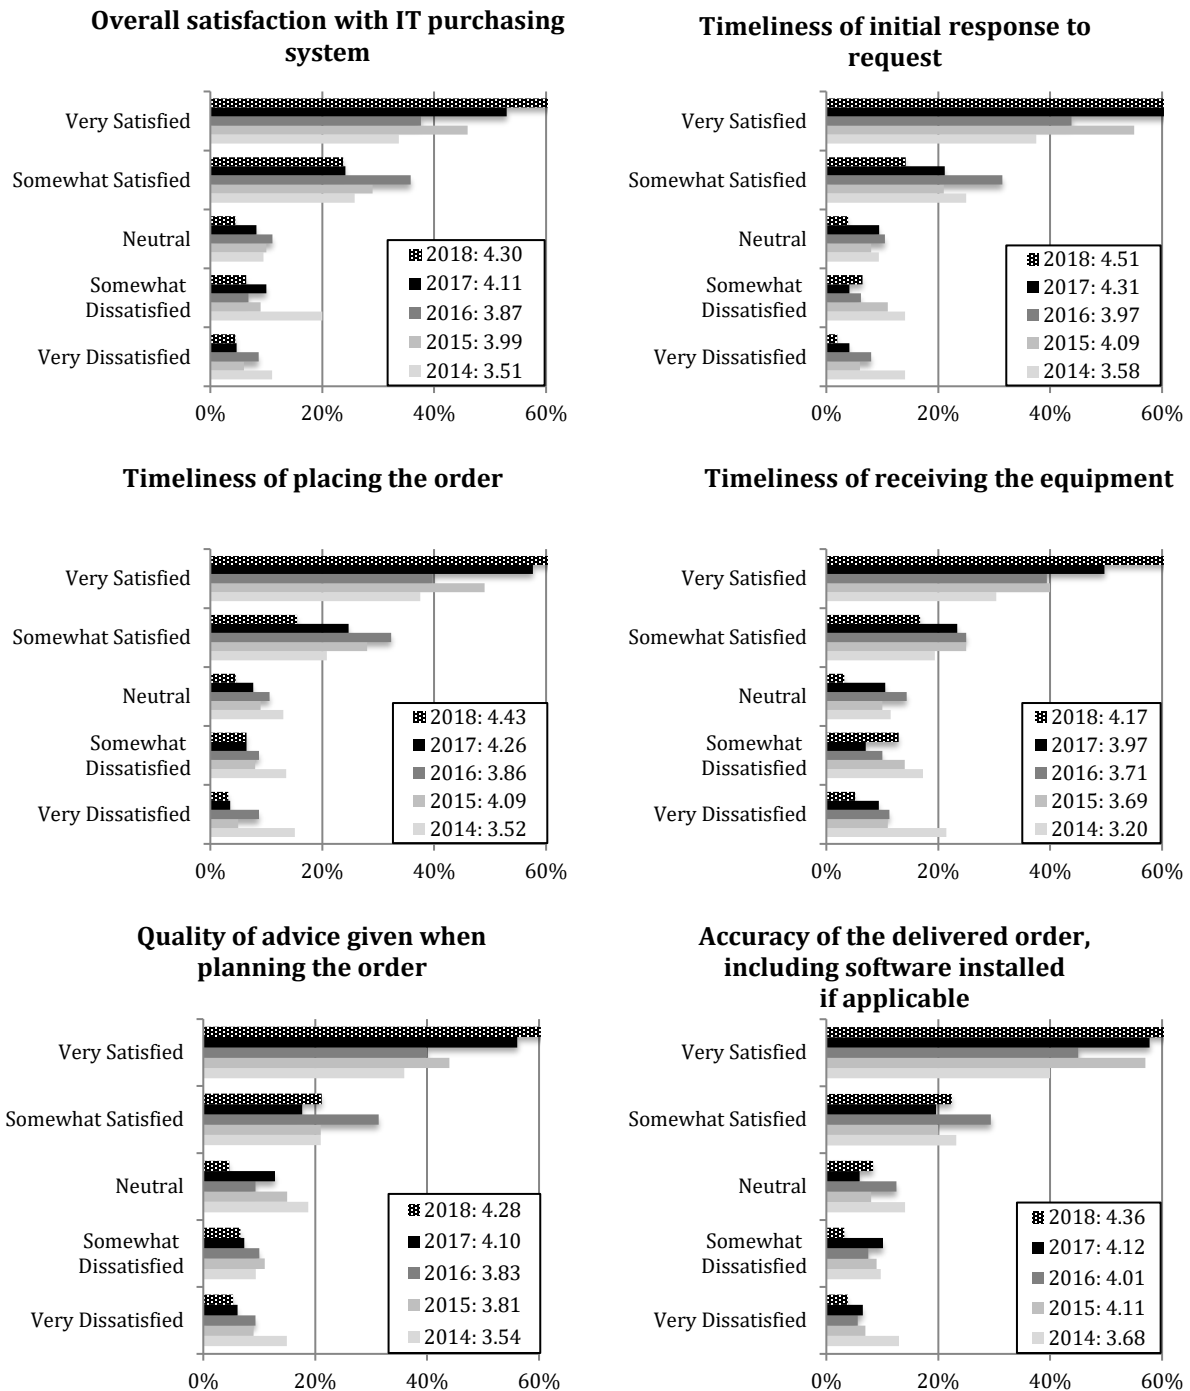 Overall satisfaction with IT purchasing
system
Very Satisfied
Somewhat Satisfied
Neutral
Somewhat
Dissatisfied
Very Dissatisfied
2018: 4.30
2017: 4.11
2016: 3.87
2015: 3.99
2014: 3.51
0% 20% 40% 60%
Timeliness of initial response to
request
Very Satisfied
Somewhat Satisfied
Neutral
Somewhat
Dissatisfied
Very Dissatisfied
2018: 4.51
2017: 4.31
2016: 3.97
2015: 4.09
2014: 3.58
0% 20% 40% 60%
Timeliness of placing the order
Very Satisfied
Somewhat Satisfied
Neutral
Somewhat
Dissatisfied
Very Dissatisfied
2018: 4.43
2017: 4.26
2016: 3.86
2015: 4.09
2014: 3.52
0% 20% 40% 60%
Timeliness of receiving the equipment
Very Satisfied
Somewhat Satisfied
Neutral
Somewhat
Dissatisfied
Very Dissatisfied
2018: 4.17
2017: 3.97
2016: 3.71
2015: 3.69
2014: 3.20
0% 20% 40% 60%
Quality of advice given when
planning the order
Very Satisfied
Somewhat Satisfied
Neutral
Somewhat
Dissatisfied
Very Dissatisfied
2018: 4.28
2017: 4.10
2016: 3.83
2015: 3.81
2014: 3.54
0% 20% 40% 60%
Accuracy of the delivered order,
including software installed
if applicable
Very Satisfied
Somewhat Satisfied
Neutral
Somewhat
Dissatisfied
Very Dissatisfied
2018: 4.36
2017: 4.12
2016: 4.01
2015: 4.11
2014: 3.68
0% 20% 40% 60%